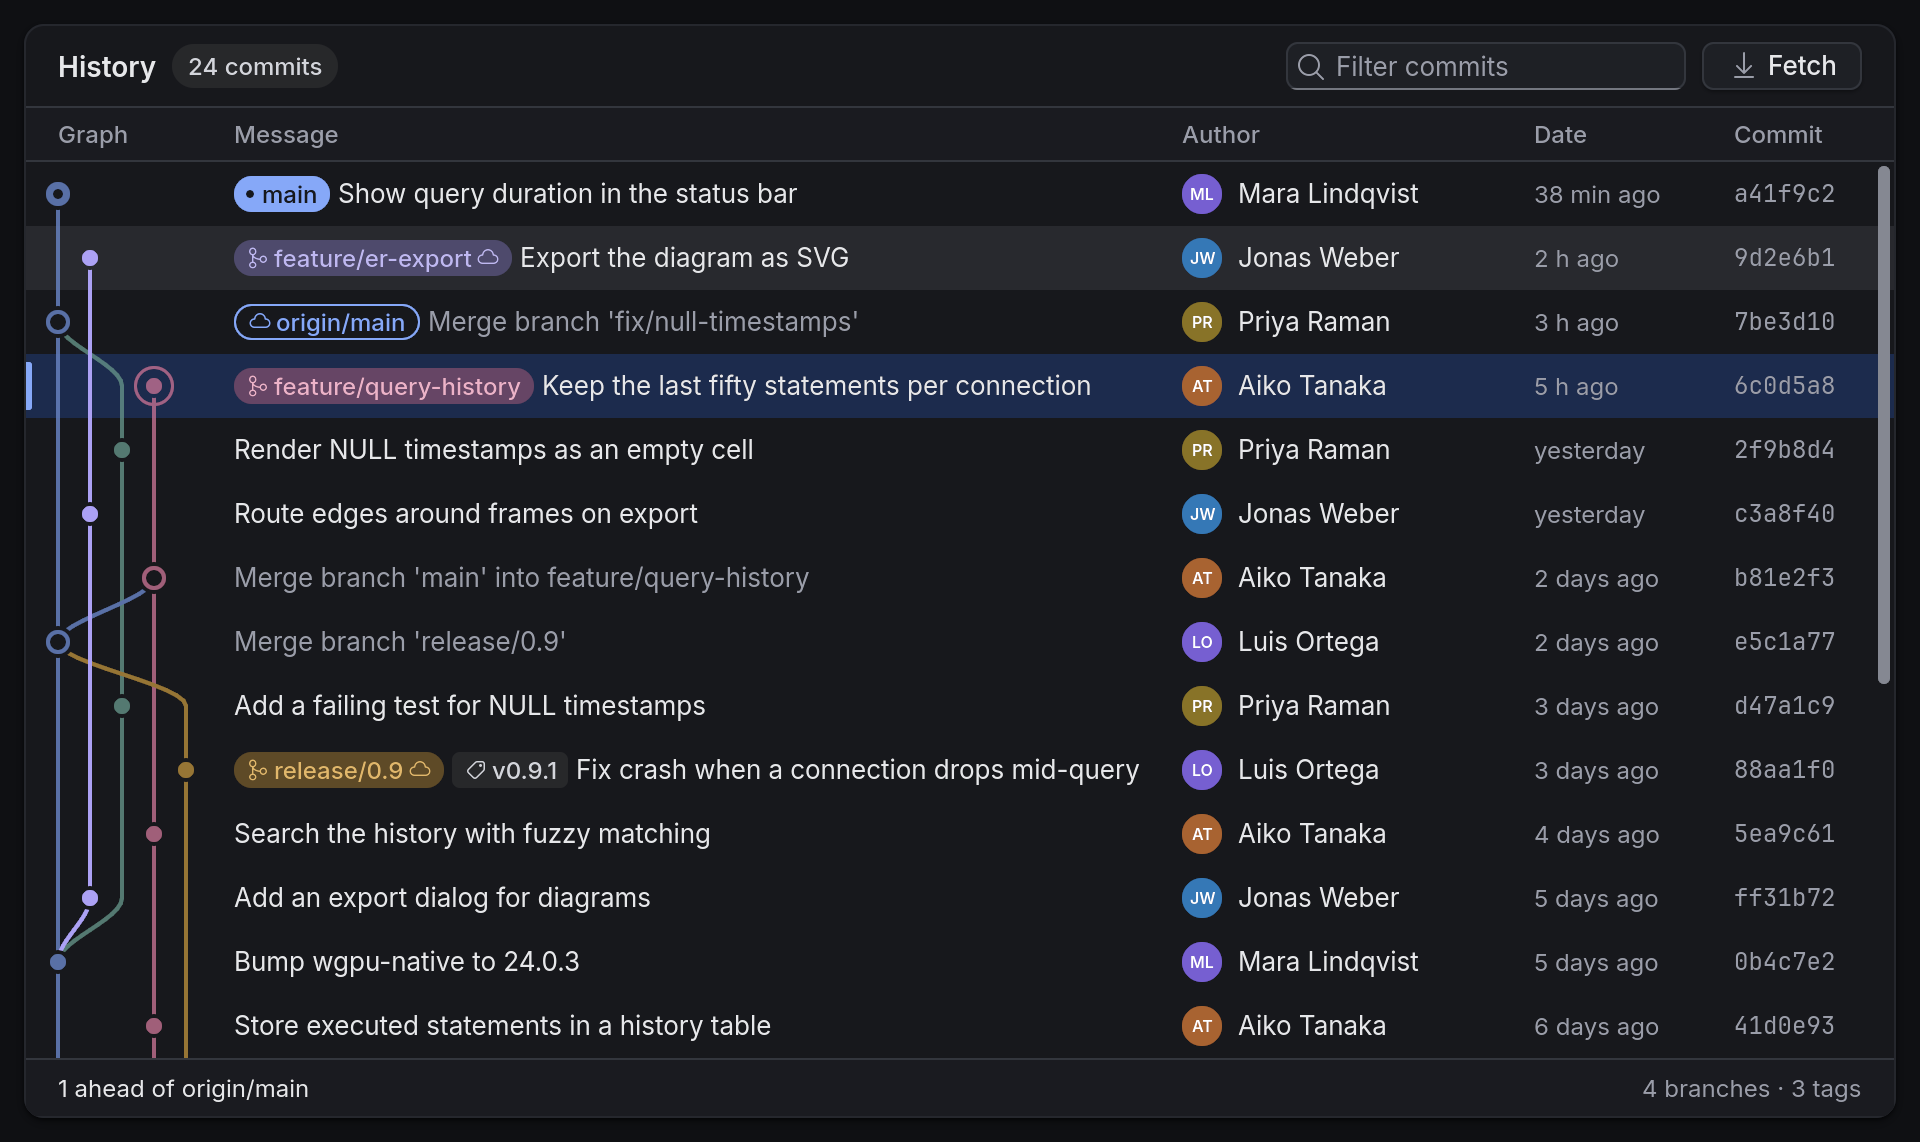 History 24 commits Filter commits Fetch
Graph Message Author Date Commit
main Show query duration in the status bar ML Mara Lindqvist 38 min ago a41f9c2
feature/er-export Export the diagram as SVG JW Jonas Weber 2 h ago 9d2e6b1
origin/main Merge branch 'fix/null-timestamps' PR Priya Raman 3 h ago 7be3d10
feature/query-history Keep the last fifty statements per connection AT Aiko Tanaka 5 h ago 6c0d5a8
Render NULL timestamps as an empty cell PR Priya Raman yesterday 2f9b8d4
Route edges around frames on export JW Jonas Weber yesterday c3a8f40
Merge branch 'main' into feature/query-history AT Aiko Tanaka 2 days ago b81e2f3
Merge branch 'release/0.9' LO Luis Ortega 2 days ago e5c1a77
Add a failing test for NULL timestamps PR Priya Raman 3 days ago d47a1c9
release/0.9 v0.9.1 Fix crash when a connection drops mid-query LO Luis Ortega 3 days ago 88aa1f0
Search the history with fuzzy matching AT Aiko Tanaka 4 days ago 5ea9c61
Add an export dialog for diagrams JW Jonas Weber 5 days ago ff31b72
Bump wgpu-native to 24.0.3 ML Mara Lindqvist 5 days ago 0b4c7e2
Store executed statements in a history table AT Aiko Tanaka 6 days ago 41d0e93
1 ahead of origin/main 4 branches · 3 tags